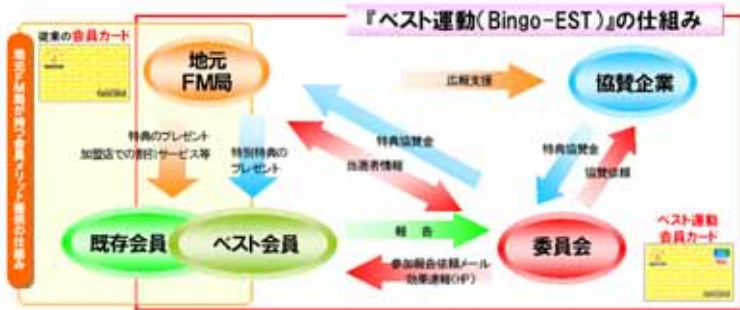 『ベスト運動(Bingo-EST)』の仕組み
従来の会員カード
地元FM局が持つ会員メリット提供の仕組み
地元
FM局
広報支援
協賛企業
特典のプレゼント
加盟店での割引サービス等
特別特典の
プレゼント
特典協賛金
当選者情報
特典協賛金
協賛依頼
既存会員
ベスト会員
報告
委員会
参加報告依頼メール
効果速報(HP)
ベスト運動
会員カード